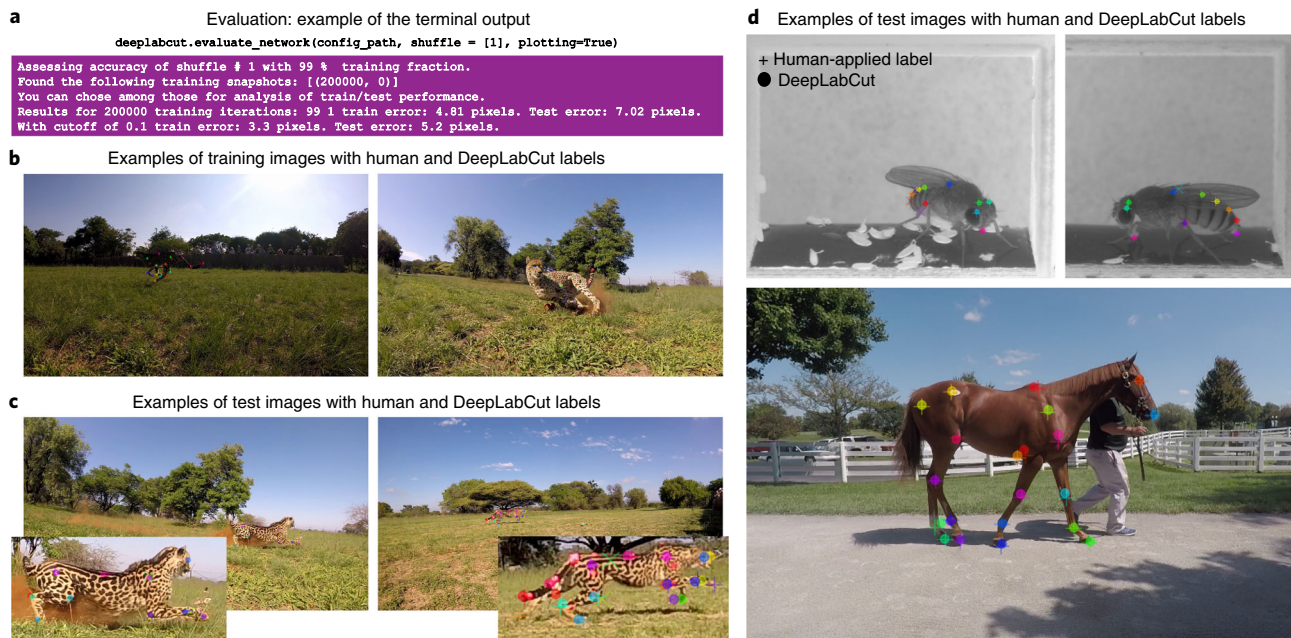 a
Evaluation: example of the terminal output
deeplabcut.evaluate_network(config_path, shuffle = [1], plotting=True)
Assessing accuracy of shuffle # 1 with 99 % training fraction.
Found the following training snapshots: [(200000, 0)]
You can chose among those for analysis of train/test performance.
Results for 200000 training iterations: 99 1 train error: 4.81 pixels. Test error: 7.02 pixels.
With cutoff of 0.1 train error: 3.3 pixels. Test error: 5.2 pixels.
b
Examples of training images with human and DeepLabCut labels
c
Examples of test images with human and DeepLabCut labels
d
Examples of test images with human and DeepLabCut labels
+ Human-applied label
● DeepLabCut